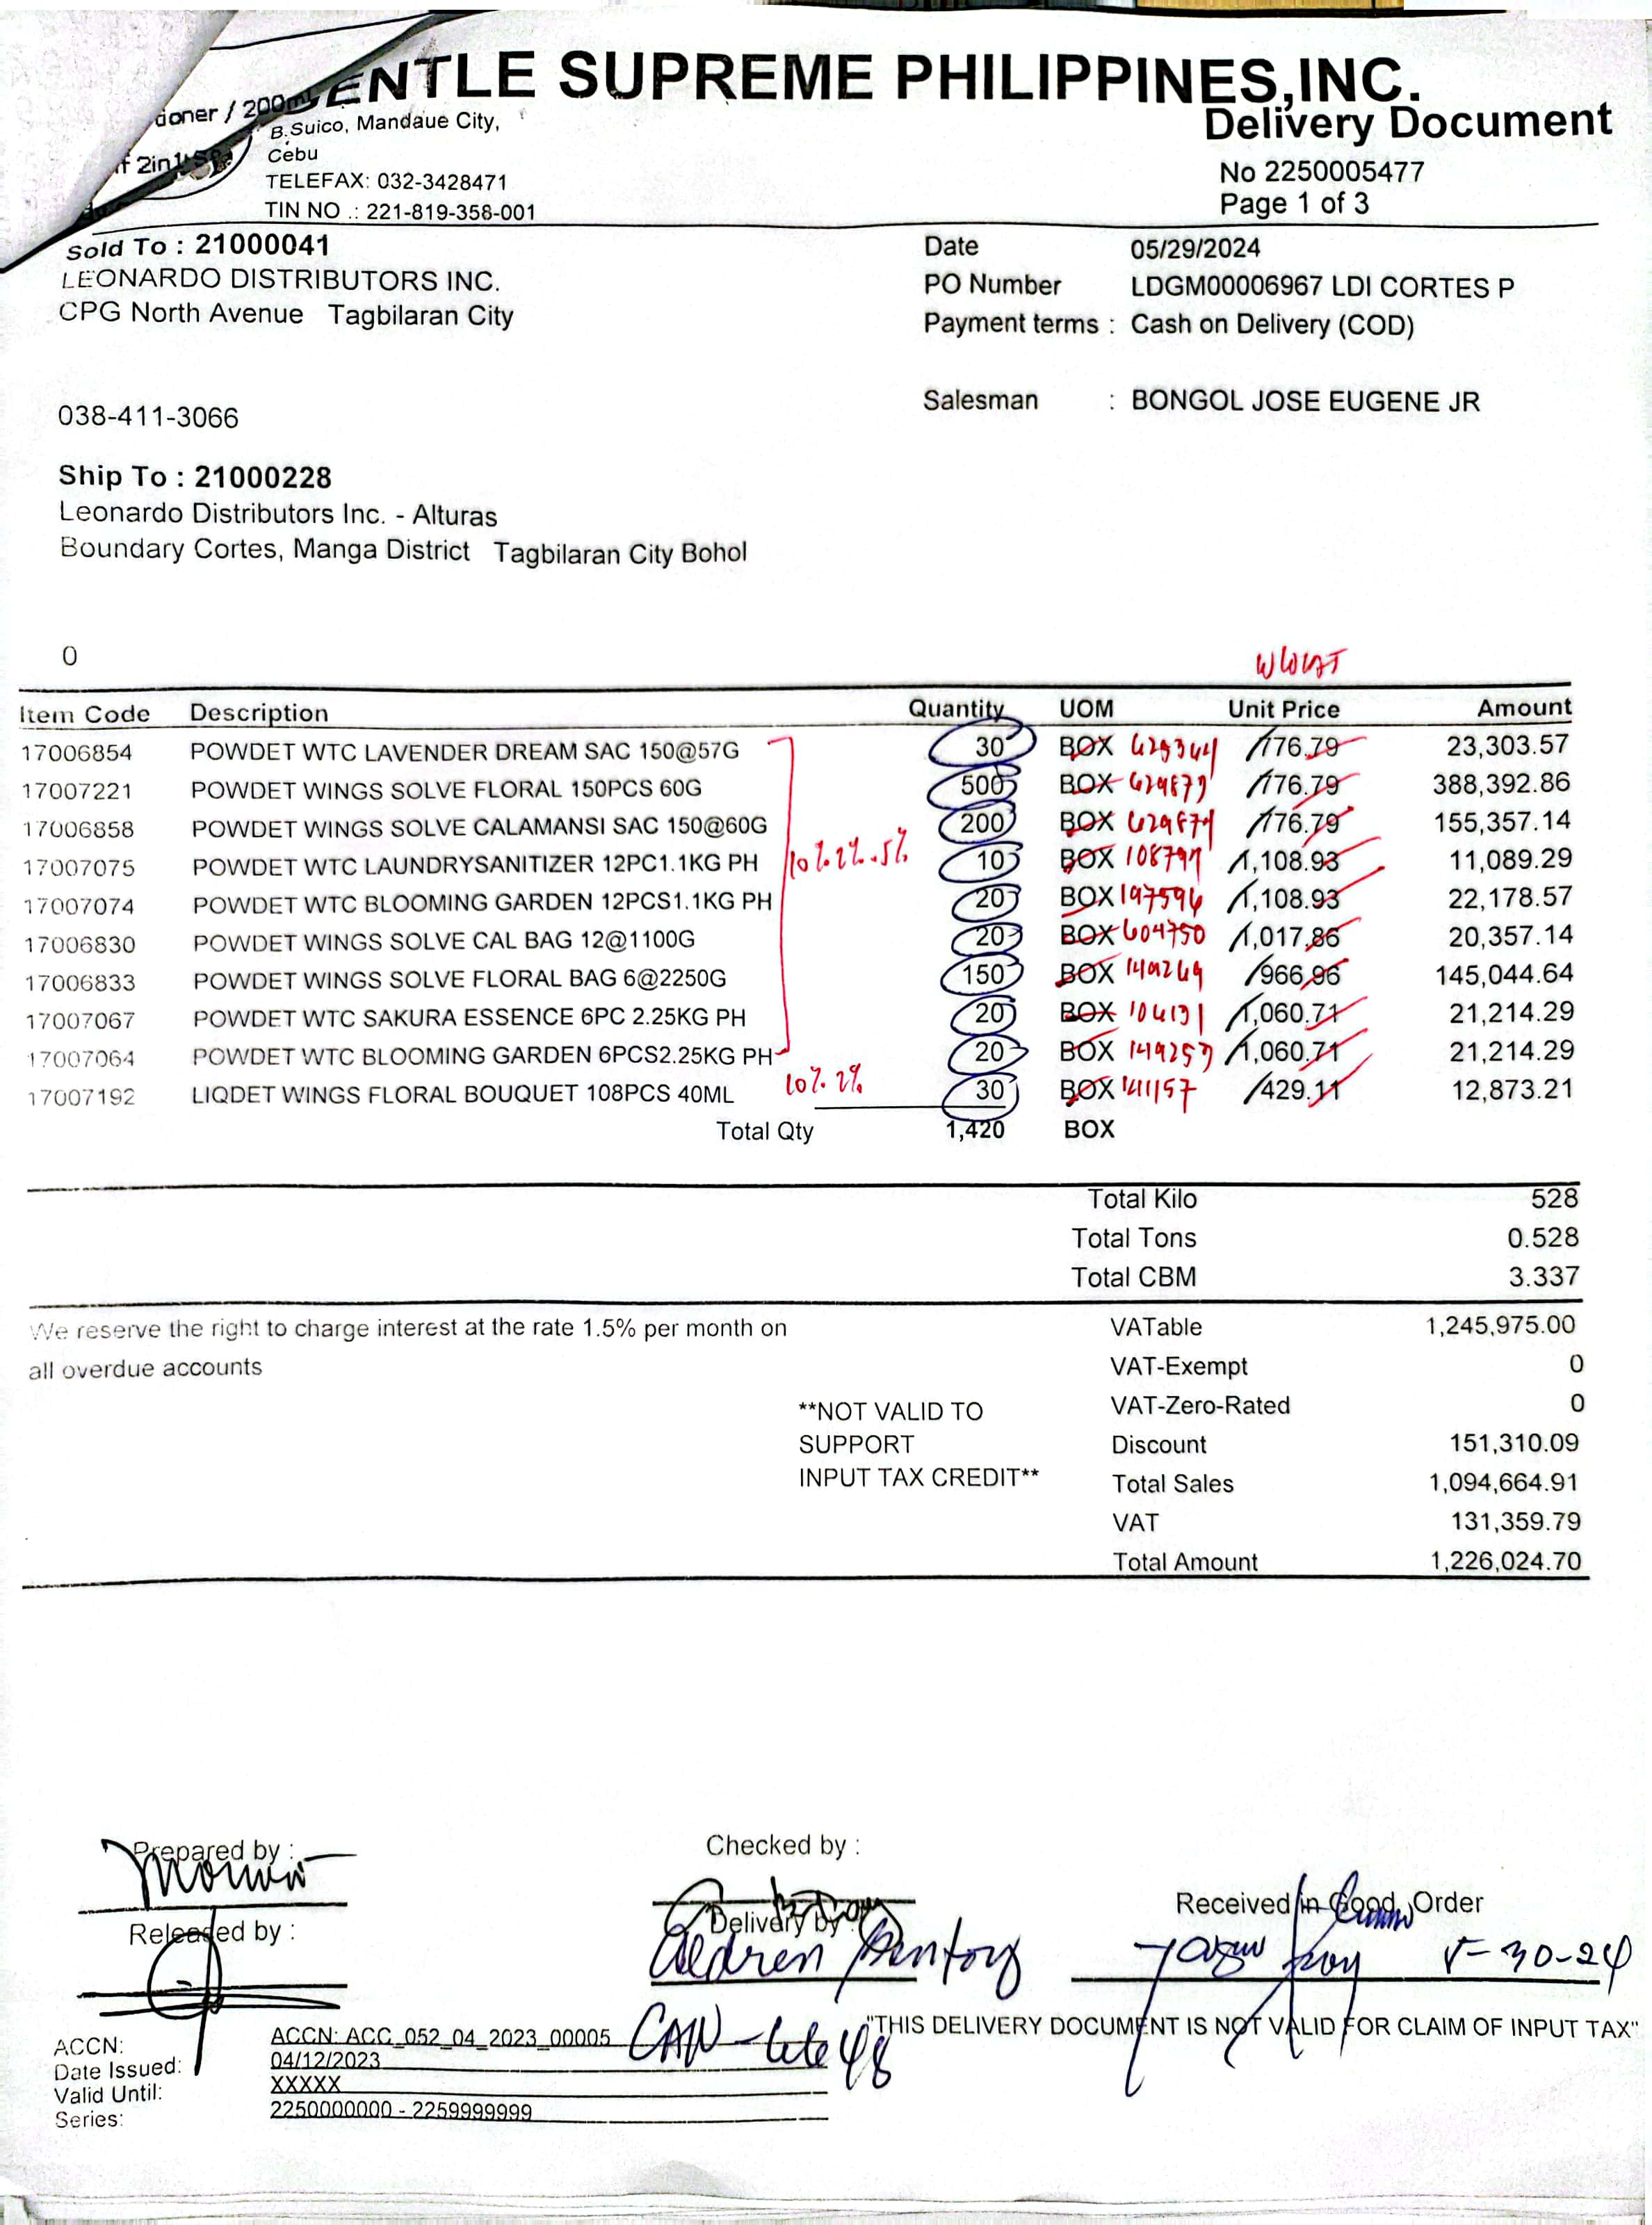 ENTLE SUPREME PHILIPPINES,INC.
Delivery Document
doner / 200m
B.Suico, Mandaue City,
Cebu
TELEFAX: 032-3428471
TIN NO .: 221-819-358-001
No 2250005477
Page 1 of 3
Sold To : 21000041
LEONARDO DISTRIBUTORS INC.
CPG North Avenue Tagbilaran City
038-411-3066
Date 05/29/2024
PO Number LDGM00006967 LDI CORTES P
Payment terms : Cash on Delivery (COD)
Salesman : BONGOL JOSE EUGENE JR
Ship To : 21000228
Leonardo Distributors Inc. - Alturas
Boundary Cortes, Manga District Tagbilaran City Bohol
0
Item Code Description Quantity UOM Unit Price Amount
17006854 POWDET WTC LAVENDER DREAM SAC 150@57G 30 BOX 776.79 23,303.57
17007221 POWDET WINGS SOLVE FLORAL 150PCS 60G 500 BOX 776.79 388,392.86
17006858 POWDET WINGS SOLVE CALAMANSI SAC 150@60G 200 BOX 776.79 155,357.14
10%.2%.5%
17007075 POWDET WTC LAUNDRYSANITIZER 12PC1.1KG PH 10 BOX 1,108.93 11,089.29
17007074 POWDET WTC BLOOMING GARDEN 12PCS1.1KG PH 20 BOX 197596 1,108.93 22,178.57
17006830 POWDET WINGS SOLVE CAL BAG 12@1100G 20 BOX 604750 1,017.86 20,357.14
17006833 POWDET WINGS SOLVE FLORAL BAG 6@2250G 150 BOX 966.96 145,044.64
17007067 POWDET WTC SAKURA ESSENCE 6PC 2.25KG PH 20 BOX 1,060.71 21,214.29
17007064 POWDET WTC BLOOMING GARDEN 6PCS2.25KG PH 20 BOX 149257 1,060.71 21,214.29
17007192 LIQDET WINGS FLORAL BOUQUET 108PCS 40ML 10%.2% 30 BOX 141157 429.11 12,873.21
Total Qty 1,420 BOX
Total Kilo 528
Total Tons 0.528
Total CBM 3.337
We reserve the right to charge interest at the rate 1.5% per month on
all overdue accounts
**NOT VALID TO
SUPPORT
INPUT TAX CREDIT**
VATable 1,245,975.00
VAT-Exempt 0
VAT-Zero-Rated 0
Discount 151,310.09
Total Sales 1,094,664.91
VAT 131,359.79
Total Amount 1,226,024.70
Prepared by :
Checked by :
Received in Good Order
Released by :
Delivery by :
5-30-24
"THIS DELIVERY DOCUMENT IS NOT VALID FOR CLAIM OF INPUT TAX"
ACCN: ACCN: ACC_052_04_2023_00005
Date Issued: 04/12/2023
Valid Until: XXXXX
Series: 2250000000 - 2259999999